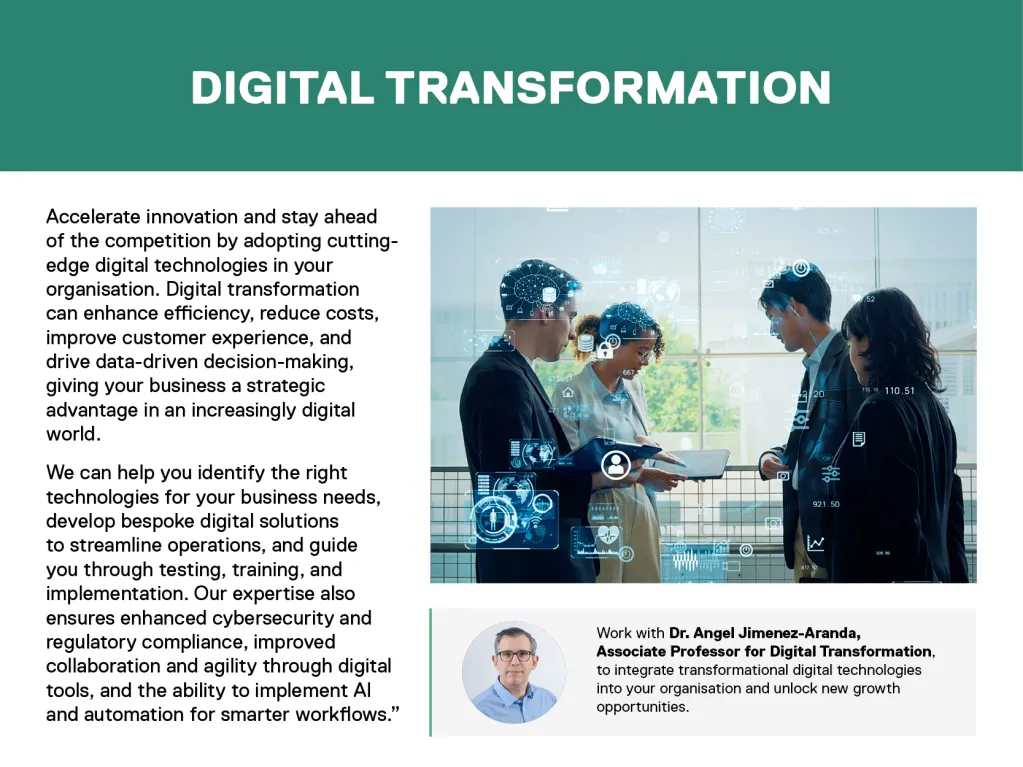 DIGITAL TRANSFORMATION
Accelerate innovation and stay ahead
of the competition by adopting cutting-
edge digital technologies in your
organisation. Digital transformation
can enhance efficiency, reduce costs,
improve customer experience, and
drive data-driven decision-making,
giving your business a strategic
advantage in an increasingly digital
world.
We can help you identify the right
technologies for your business needs,
develop bespoke digital solutions
to streamline operations, and guide
you through testing, training, and
implementation. Our expertise also
ensures enhanced cybersecurity and
regulatory compliance, improved
collaboration and agility through digital
tools, and the ability to implement AI
and automation for smarter workflows.”
110.51
921.50
Work with Dr. Angel Jimenez-Aranda,
Associate Professor for Digital Transformation,
to integrate transformational digital technologies
into your organisation and unlock new growth
opportunities.